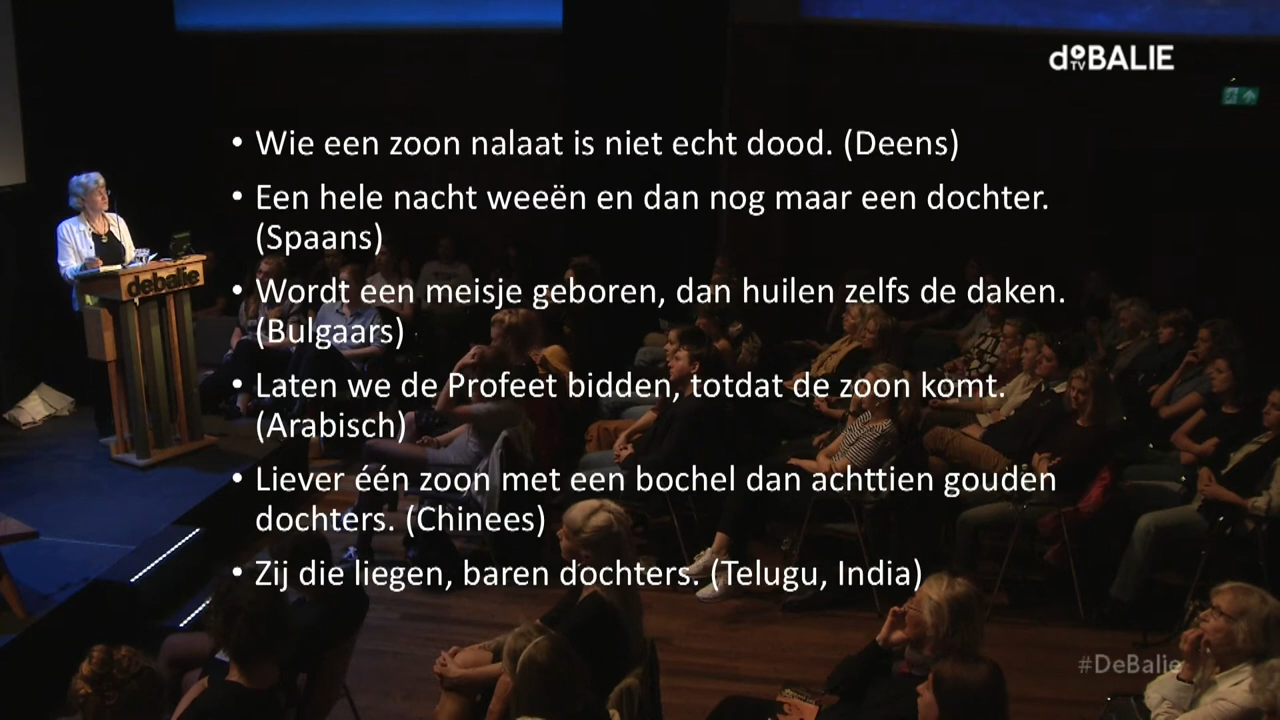 doBALIE
TV
• Wie een zoon nalaat is niet echt dood. (Deens)
• Een hele nacht weeën en dan nog maar een dochter.
(Spaans)
debalie
• Wordt een meisje geboren, dan huilen zelfs de daken.
(Bulgaars)
• Laten we de Profeet bidden, totdat de zoon komt.
(Arabisch)
• Liever één zoon met een bochel dan achttien gouden
dochters. (Chinees)
• Zij die liegen, baren dochters. (Telugu, India)
#DeBalie